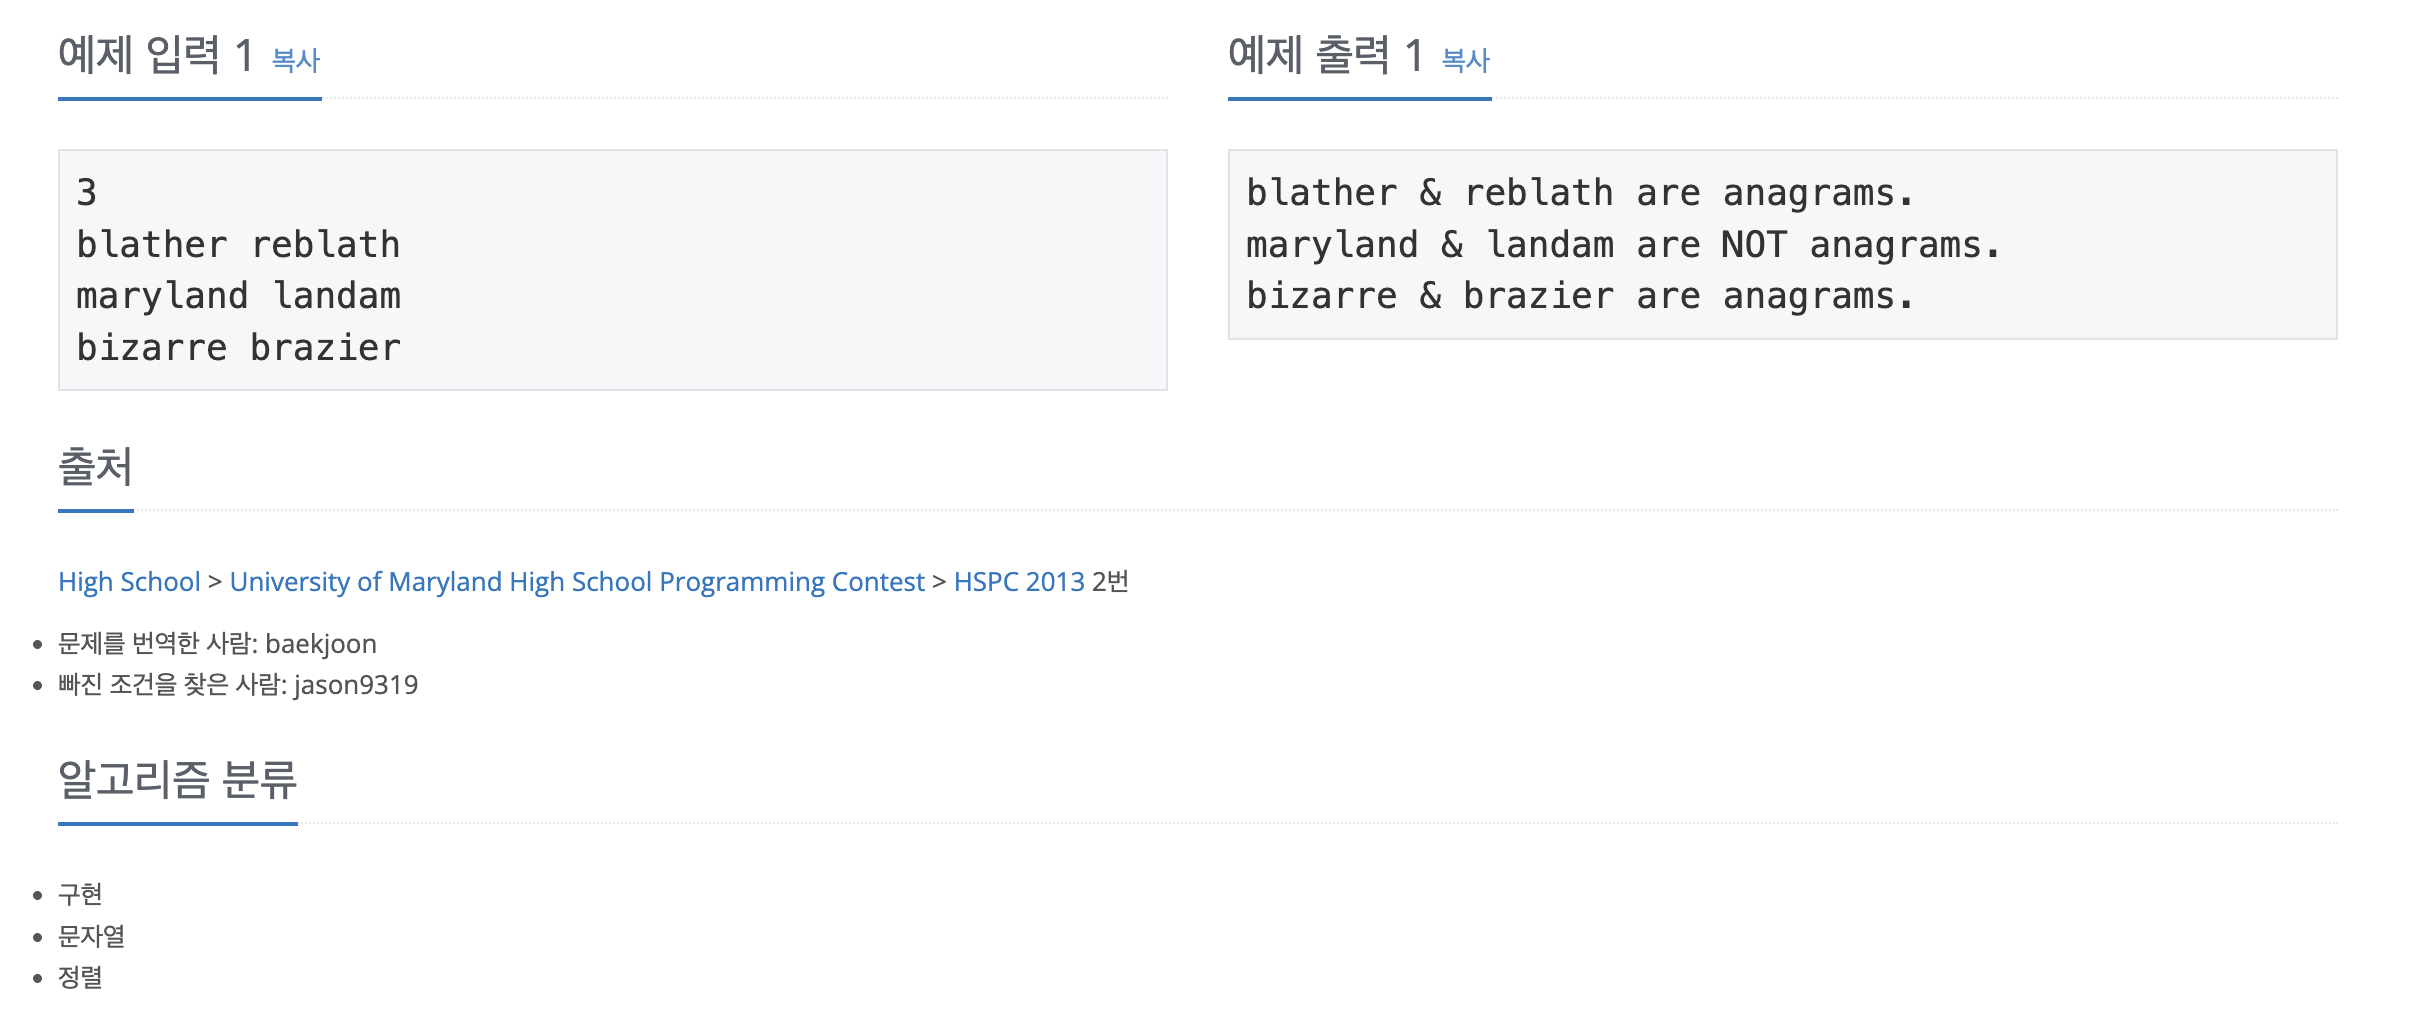 예제 입력 1 복사
3
blather reblath
maryland landam
bizarre brazier
예제 출력 1 복사
blather & reblath are anagrams.
maryland & landam are NOT anagrams.
bizarre & brazier are anagrams.
출처
High School > University of Maryland High School Programming Contest > HSPC 2013 2번
문제를 번역한 사람: baekjoon
빠진 조건을 찾은 사람: jason9319
알고리즘 분류
구현
문자열
정렬